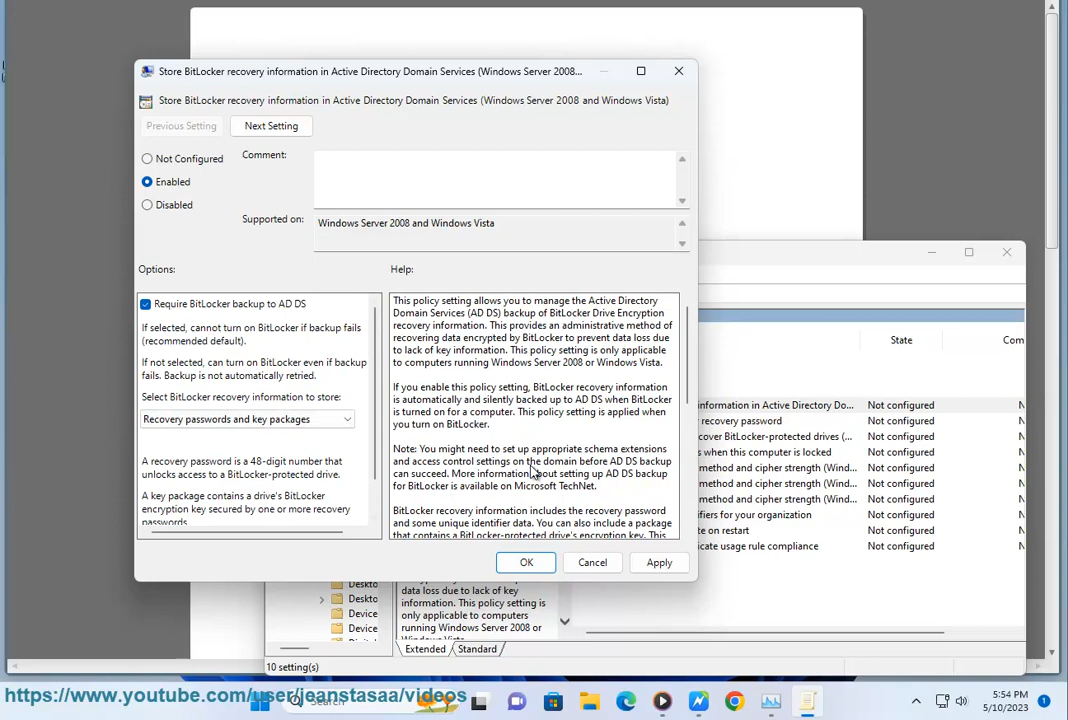 Store BitLocker recovery information in Active Directory Domain Services (Windows Server 2008...
Store BitLocker recovery information in Active Directory Domain Services (Windows Server 2008 and Windows Vista)
Previous Setting
Next Setting
Not Configured
Enabled
Disabled
Comment:
Supported on:
Windows Server 2008 and Windows Vista
Options:
Help:
Require BitLocker backup to AD DS
If selected, cannot turn on BitLocker if backup fails
(recommended default).
If not selected, can turn on BitLocker even if backup
fails. Backup is not automatically retried.
Select BitLocker recovery information to store:
Recovery passwords and key packages
A recovery password is a 48-digit number that
unlocks access to a BitLocker-protected drive.
A key package contains a drive's BitLocker
encryption key secured by one or more recovery
passwords
This policy setting allows you to manage the Active Directory
Domain Services (AD DS) backup of BitLocker Drive Encryption
recovery information. This provides an administrative method of
recovering data encrypted by BitLocker to prevent data loss due
to lack of key information. This policy setting is only applicable
to computers running Windows Server 2008 or Windows Vista.
If you enable this policy setting, BitLocker recovery information
is automatically and silently backed up to AD DS when BitLocker
is turned on for a computer. This policy setting is applied when
you turn on BitLocker.
Note: You might need to set up appropriate schema extensions
and access control settings on the domain before AD DS backup
can succeed. More information about setting up AD DS backup
for BitLocker is available on Microsoft TechNet.
BitLocker recovery information includes the recovery password
and some unique identifier data. You can also include a package
that contains a BitLocker-protected drive's encryption key. This
OK
Cancel
Apply
State
Com
information in Active Directory Do...
Not configured
N
recovery password
Not configured
N
cover BitLocker-protected drives (...
Not configured
N
s when this computer is locked
Not configured
N
method and cipher strength (Wind...
Not configured
N
method and cipher strength (Wind...
Not configured
N
method and cipher strength (Wind...
Not configured
N
ifiers for your organization
Not configured
N
te on restart
Not configured
N
icate usage rule compliance
Not configured
N
Deskto
Deskto
Device
Device
data loss due to lack of key
information. This policy setting is
only applicable to computers
running Windows Server 2008 or
Windows Vista.
Extended
Standard
10 setting(s)
https://www.youtube.com/user/jeanstasaa/videos
Search
5:54 PM
5/10/2023
1